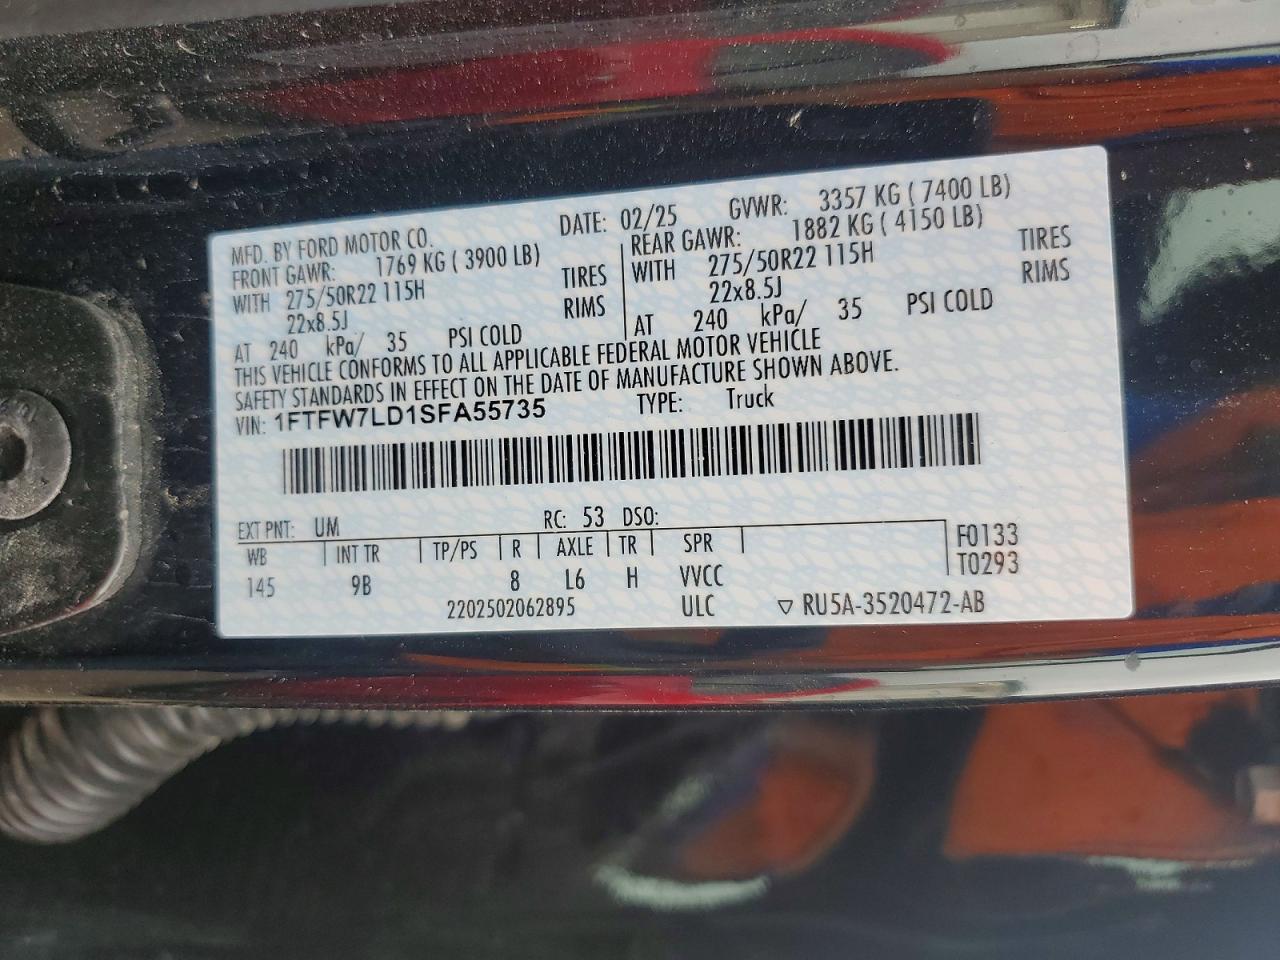 MFD. BY FORD MOTOR CO. DATE: 02/25 GVWR: 3357 KG ( 7400 LB)
FRONT GAWR: 1769 KG ( 3900 LB) REAR GAWR: 1882 KG ( 4150 LB)
WITH 275/50R22 115H TIRES WITH 275/50R22 115H TIRES
22x8.5J RIMS 22x8.5J RIMS
AT 240 kPa/ 35 PSI COLD AT 240 kPa/ 35 PSI COLD
THIS VEHICLE CONFORMS TO ALL APPLICABLE FEDERAL MOTOR VEHICLE
SAFETY STANDARDS IN EFFECT ON THE DATE OF MANUFACTURE SHOWN ABOVE.
VIN: 1FTFW7LD1SFA55735 TYPE: Truck
EXT PNT: UM RC: 53 DSO:
WB INT TR TP/PS R AXLE TR SPR F0133
145 9B 8 L6 H VVCC T0293
2202502062895 ULC ▽ RU5A-3520472-AB